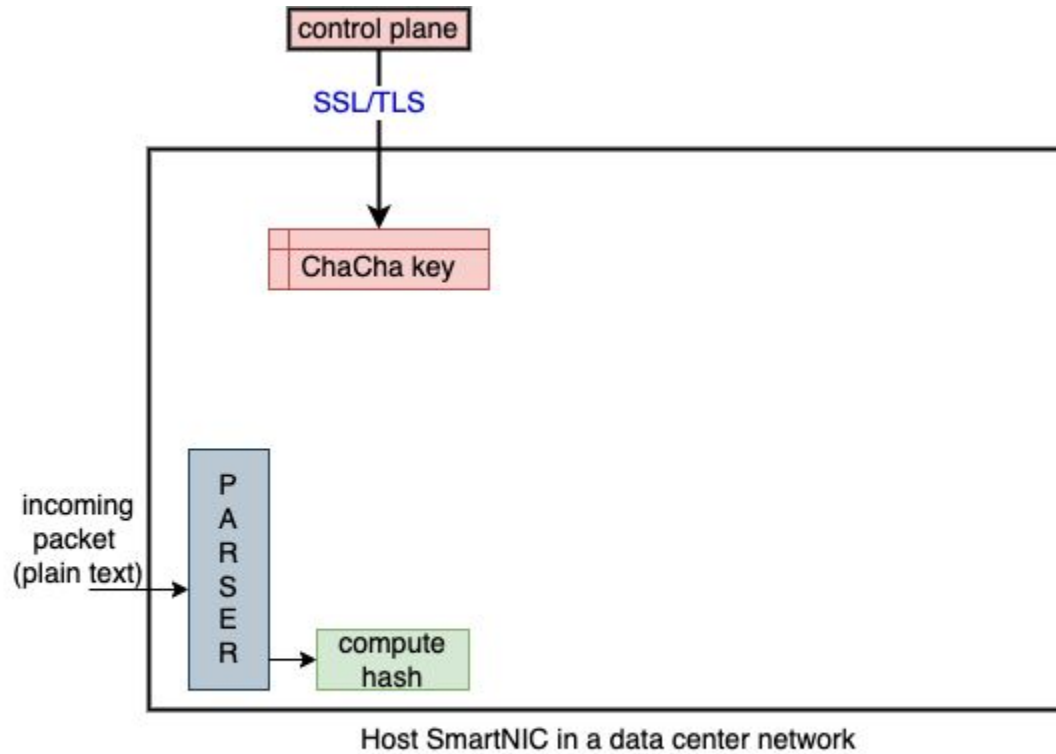 control plane
SSL/TLS
ChaCha key
P
A
R
S
E
R
incoming
packet
(plain text)
compute
hash
Host SmartNIC in a data center network